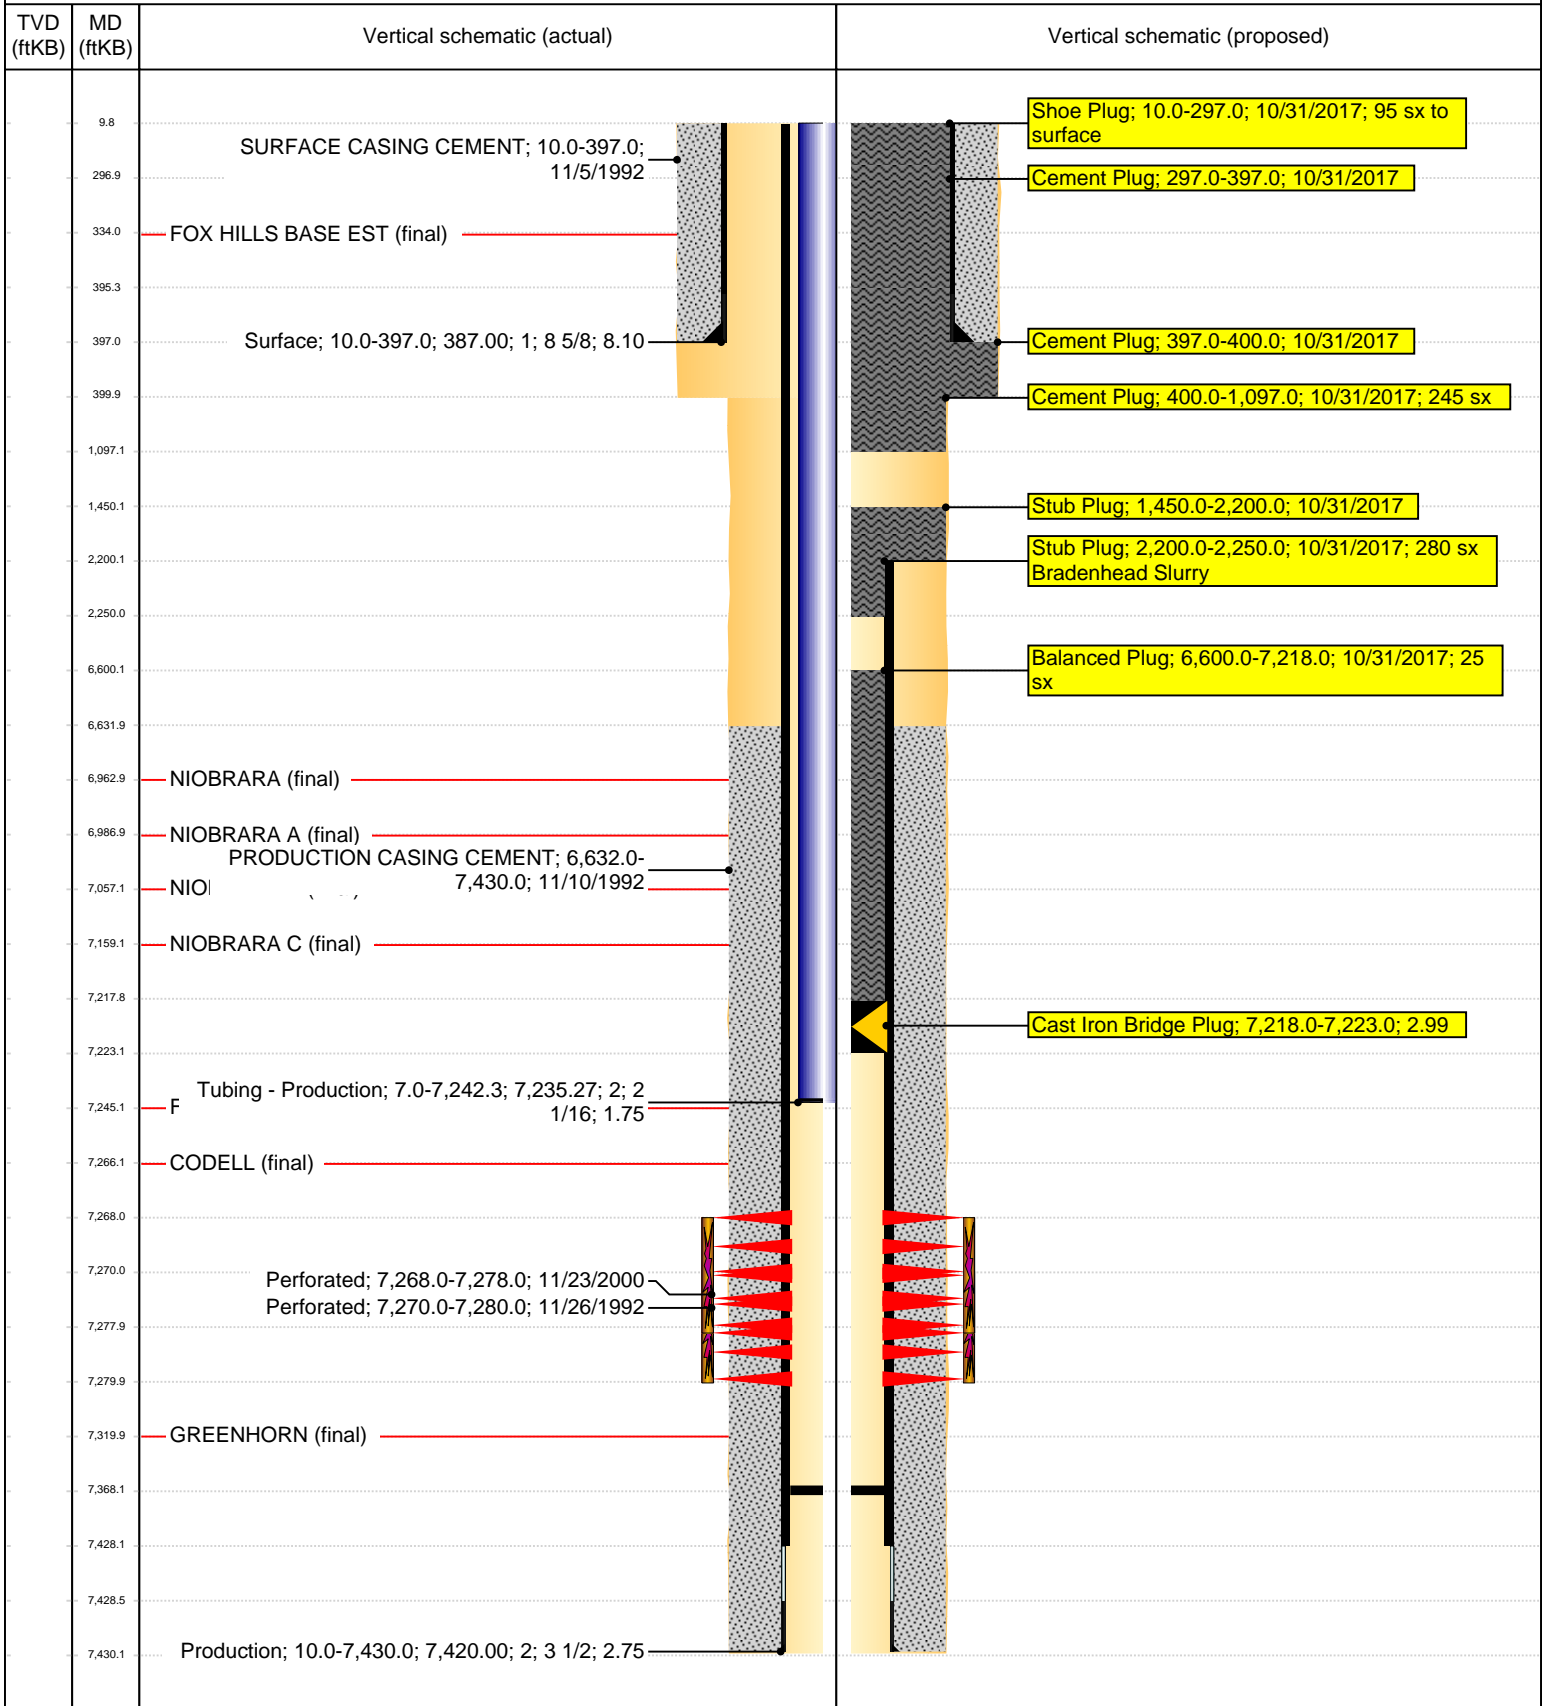 TVD
(ftKB)
MD
(ftKB)
Vertical schematic (actual)
Vertical schematic (proposed)
9.8
296.9
334.0
395.3
397.0
399.9
1,097.1
1,450.1
2,200.1
2,250.0
6,600.1
6,631.9
6,962.9
6,986.9
7,057.1
7,159.1
7,217.8
7,223.1
7,245.1
7,266.1
7,268.0
7,270.0
7,277.9
7,279.9
7,319.9
7,368.1
7,428.1
7,428.5
7,430.1
SURFACE CASING CEMENT; 10.0-397.0;
11/5/1992
FOX HILLS BASE EST (final)
Surface; 10.0-397.0; 387.00; 1; 8 5/8; 8.10
NIOBRARA (final)
NIOBRARA A (final)
PRODUCTION CASING CEMENT; 6,632.0-
7,430.0; 11/10/1992
NIOBRARA C (final)
Tubing - Production; 7.0-7,242.3; 7,235.27; 2; 2
1/16; 1.75
CODELL (final)
Perforated; 7,268.0-7,278.0; 11/23/2000
Perforated; 7,270.0-7,280.0; 11/26/1992
GREENHORN (final)
Production; 10.0-7,430.0; 7,420.00; 2; 3 1/2; 2.75
Shoe Plug; 10.0-297.0; 10/31/2017; 95 sx to
surface
Cement Plug; 297.0-397.0; 10/31/2017
Cement Plug; 397.0-400.0; 10/31/2017
Cement Plug; 400.0-1,097.0; 10/31/2017; 245 sx
Stub Plug; 1,450.0-2,200.0; 10/31/2017
Stub Plug; 2,200.0-2,250.0; 10/31/2017; 280 sx
Bradenhead Slurry
Balanced Plug; 6,600.0-7,218.0; 10/31/2017; 25
sx
Cast Iron Bridge Plug; 7,218.0-7,223.0; 2.99